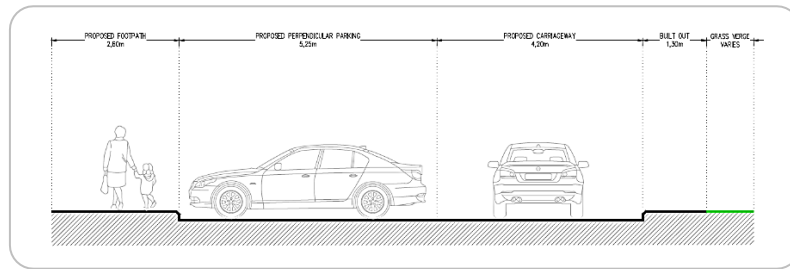 PROPOSED FOOTPATH
2,60m
PROPOSED PERPENDICULAR PARKING
5,25m
PROPOSED CARRIAGEWAY
4,20m
BUILT OUT
1,30m
GRASS VERGE
VARIES